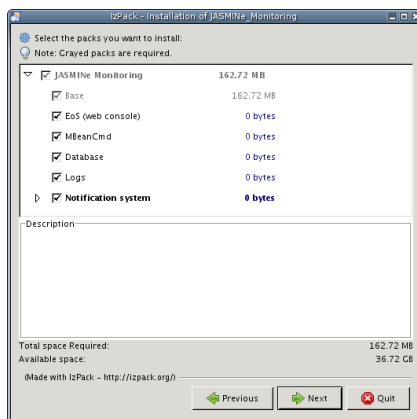 IzPack - Installation of JASMINe_Monitoring
Select the packs you want to install:
Note: Grayed packs are required.
JASMINe Monitoring 162.72 MB
Base 162.72 MB
EoS (web console) 0 bytes
MBeanCmd 0 bytes
Database 0 bytes
Logs 0 bytes
Notification system 0 bytes
Description
Total space Required: 162.72 MB
Available space: 36.72 GB
(Made with IzPack - http://izpack.org/)
Previous Next Quit